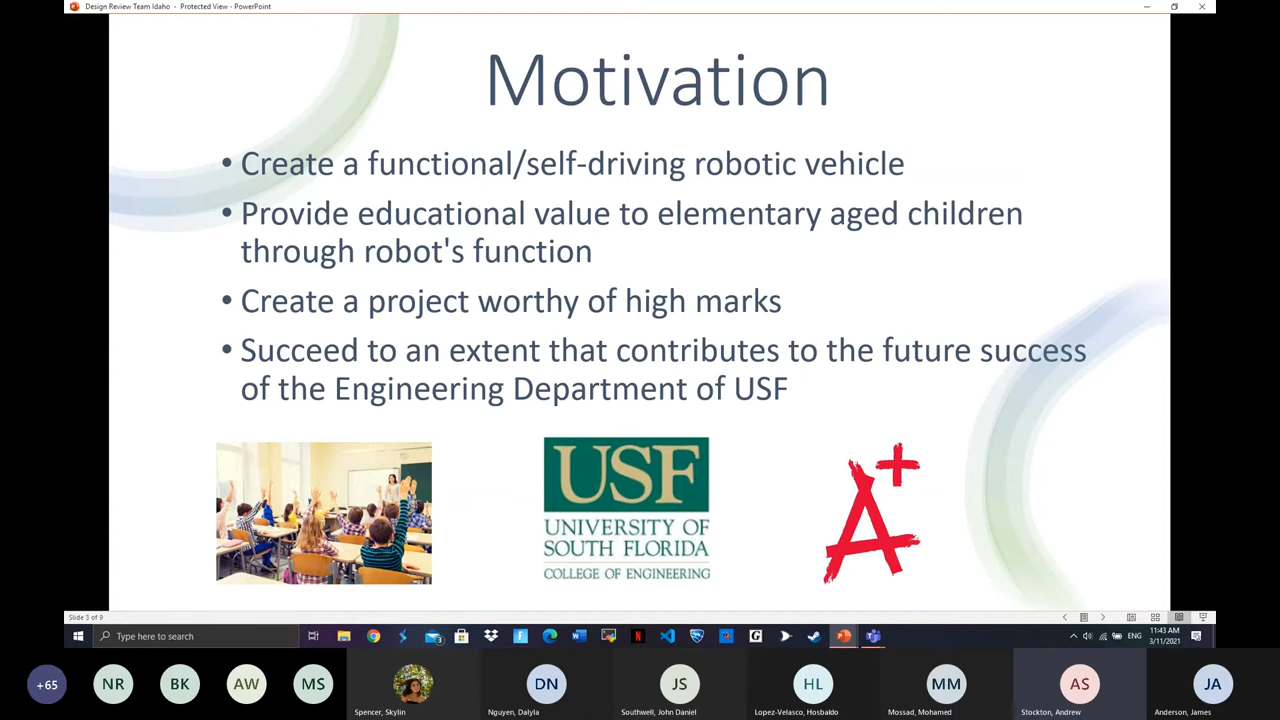 Design Review Team Idaho - Protected View - PowerPoint
Motivation
• Create a functional/self-driving robotic vehicle
• Provide educational value to elementary aged children
through robot's function
• Create a project worthy of high marks
• Succeed to an extent that contributes to the future success
of the Engineering Department of USF
USF
UNIVERSITY OF
SOUTH FLORIDA
COLLEGE OF ENGINEERING
A+
Slide 3 of 9
Type here to search
ENG
11:43 AM
3/11/2021
+65
NR
BK
AW
MS
DN
JS
HL
MM
AS
JA
Spencer, Skylin
Nguyen, Dalyla
Southwell, John Daniel
Lopez-Velasco, Hosbaldo
Mossad, Mohamed
Stockton, Andrew
Anderson, James